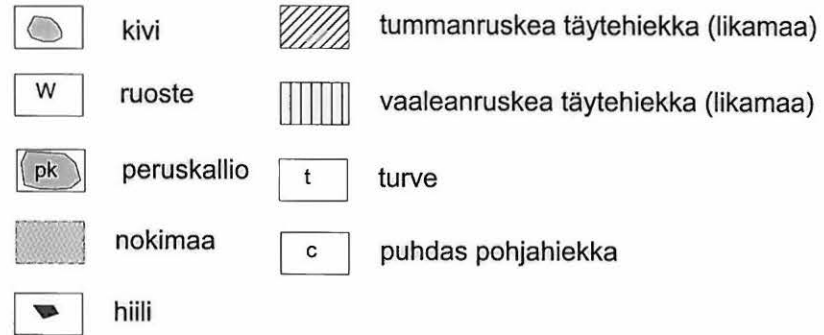 kivi
W ruoste
pk peruskallio
nokimaa
hiili
tummanruskea täytehiekka (likamaa)
vaaleanruskea täytehiekka (likamaa)
t turve
c puhdas pohjahiekka